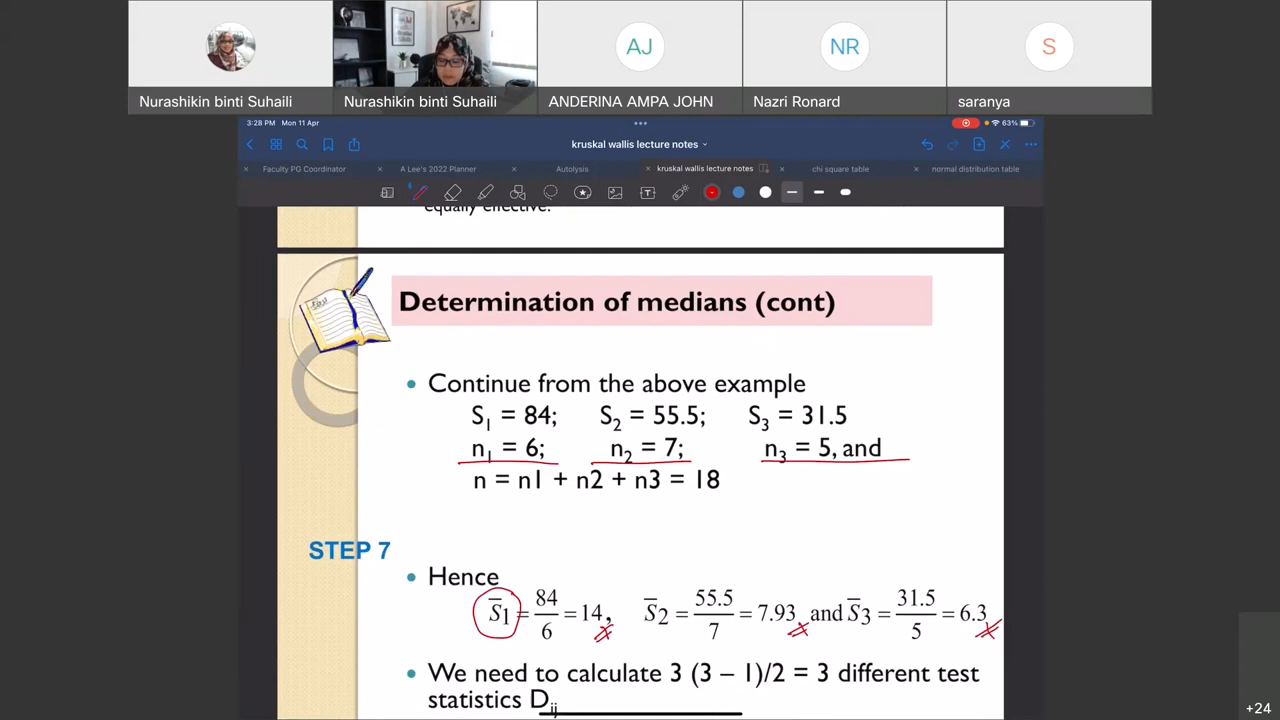 AJ
NR
S
Nurashikin binti Suhaili
Nurashikin binti Suhaili
ANDERINA AMPA JOHN
Nazri Ronard
saranya
3:28 PM Mon 11 Apr
63%
kruskal wallis lecture notes
Faculty PG Coordinator
A Lee's 2022 Planner
Autolysis
kruskal wallis lecture notes
chi square table
normal distribution table
equally effective.
Determination of medians (cont)
• Continue from the above example
S₁ = 84; S₂ = 55.5; S₃ = 31.5
n₁ = 6; n₂ = 7; n₃ = 5, and
n = n1 + n2 + n3 = 18
STEP 7
• Hence
S̅1 = 84/6 = 14, S̅2 = 55.5/7 = 7.93 and S̅3 = 31.5/5 = 6.3
• We need to calculate 3 (3 – 1)/2 = 3 different test
statistics Dij
+24